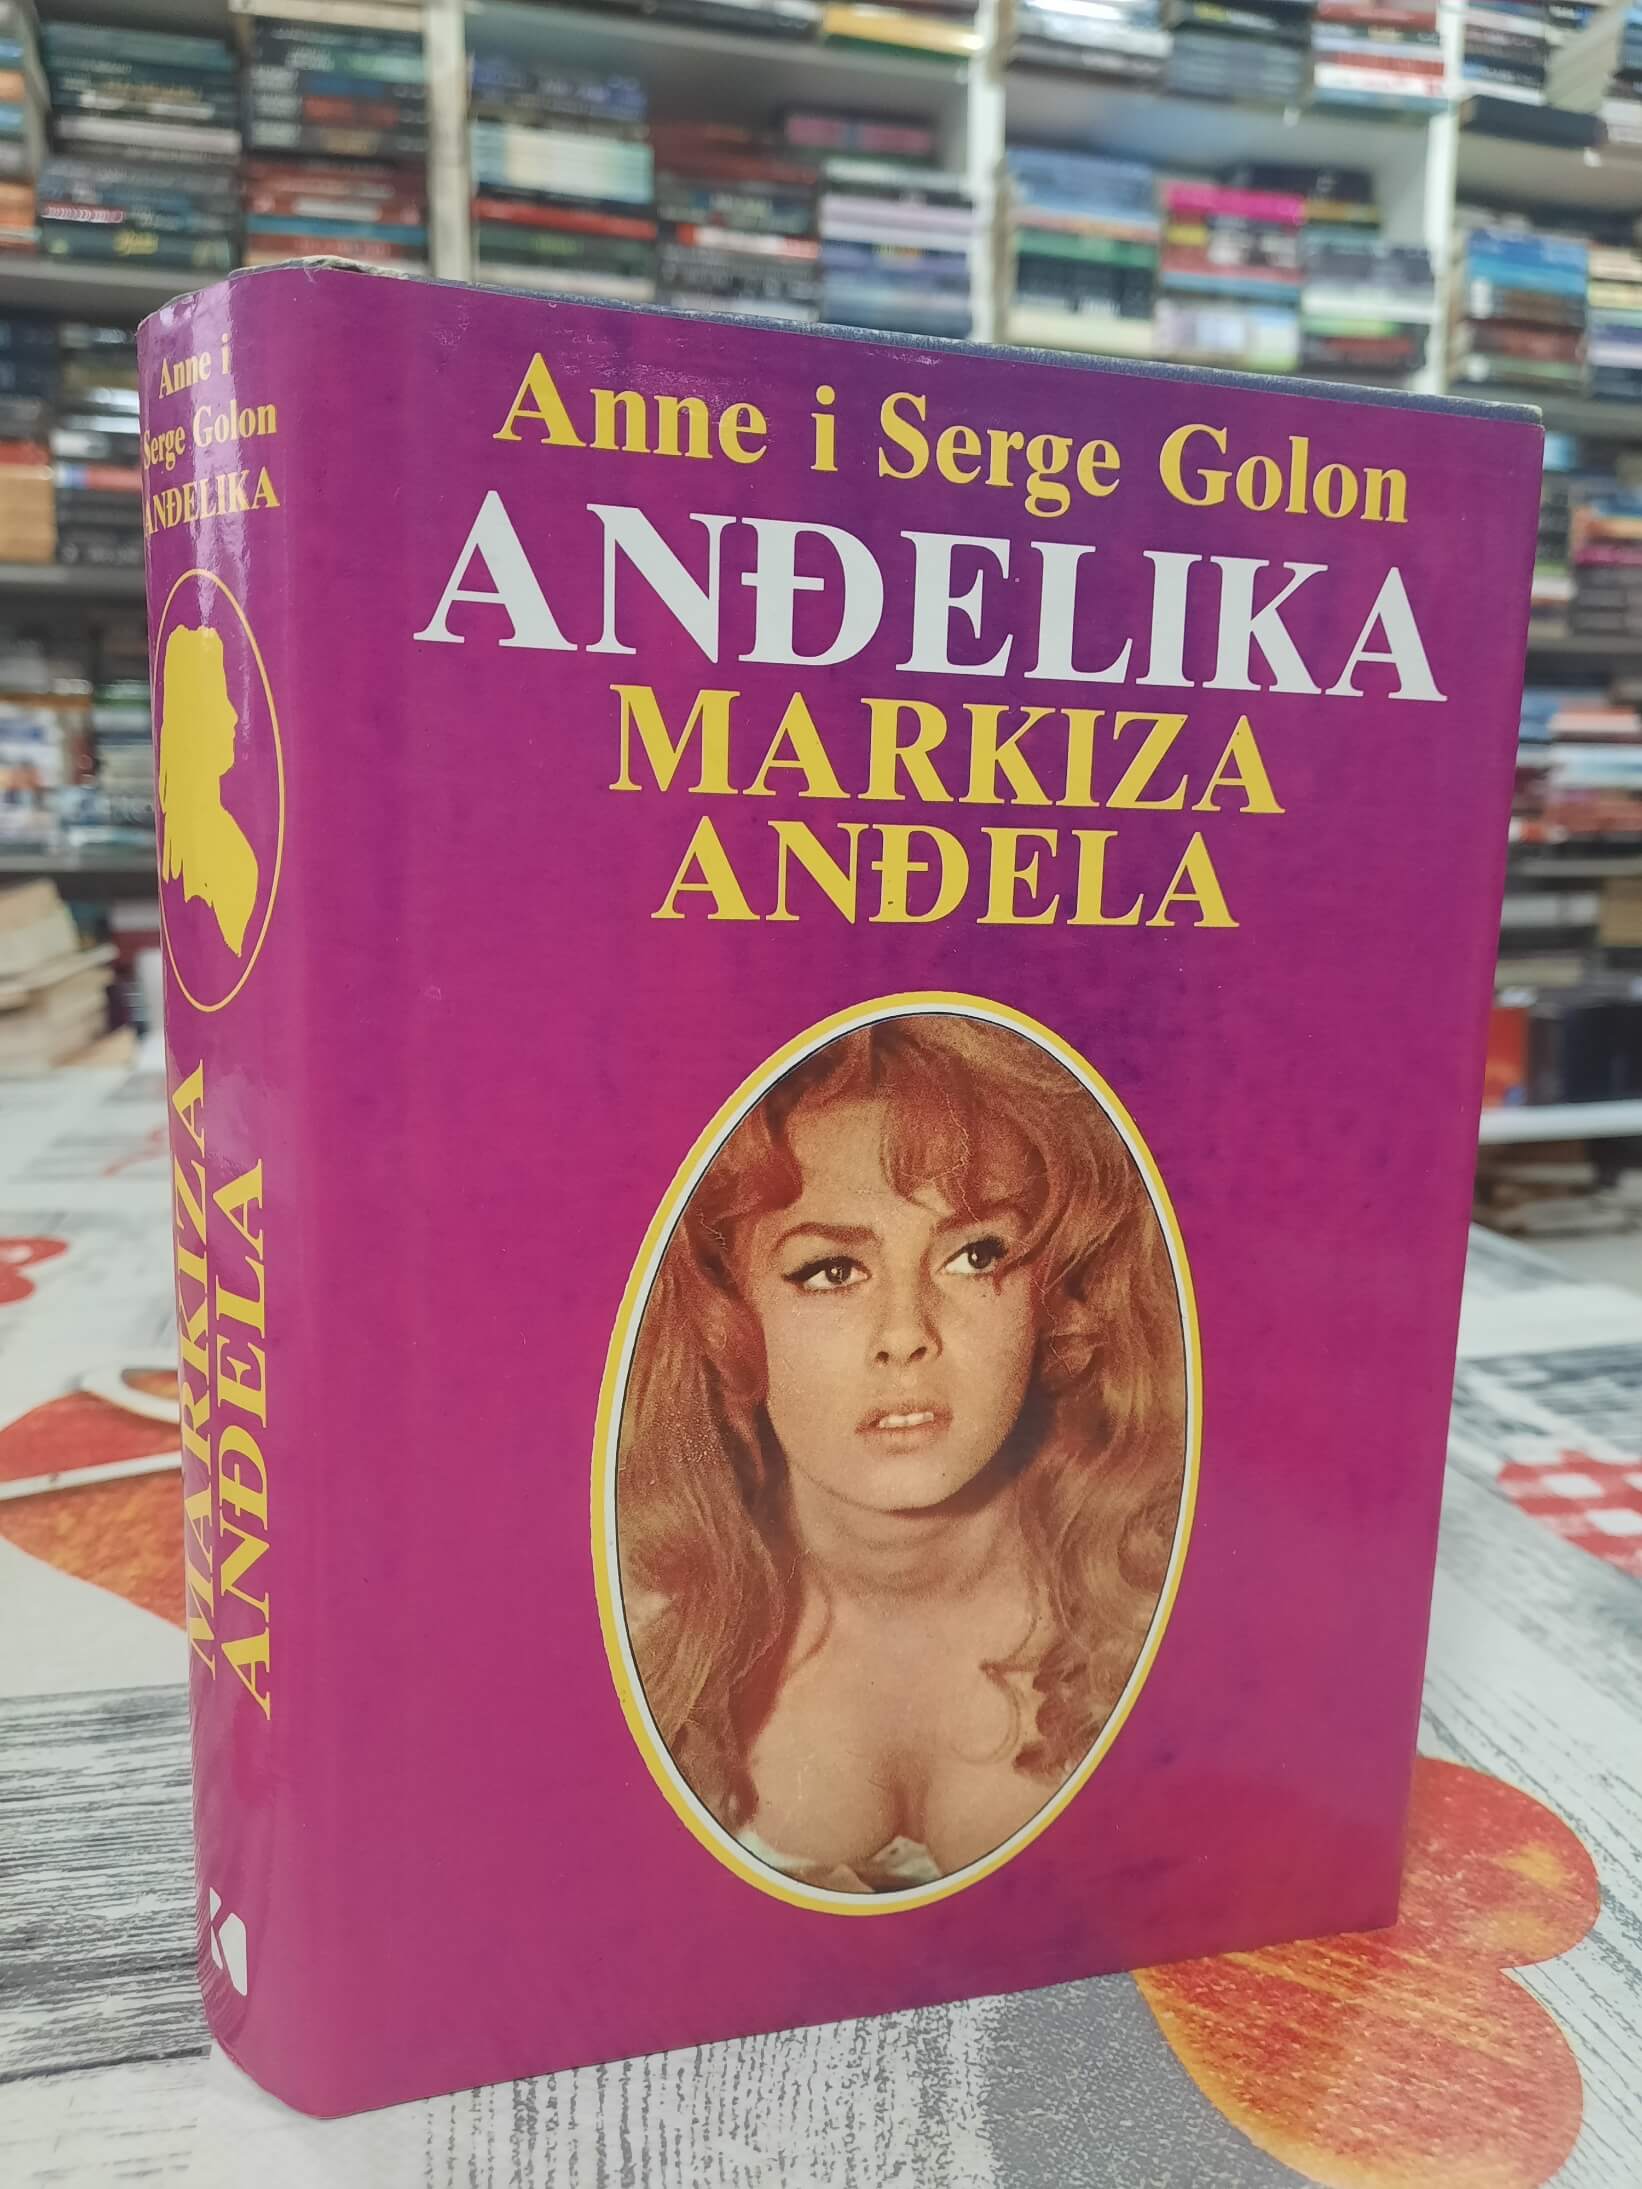 Anne i
Serge Golon
ANĐELIKA
MARKIZA
ANĐELA
Anne i Serge Golon
ANĐELIKA
MARKIZA
ANĐELA